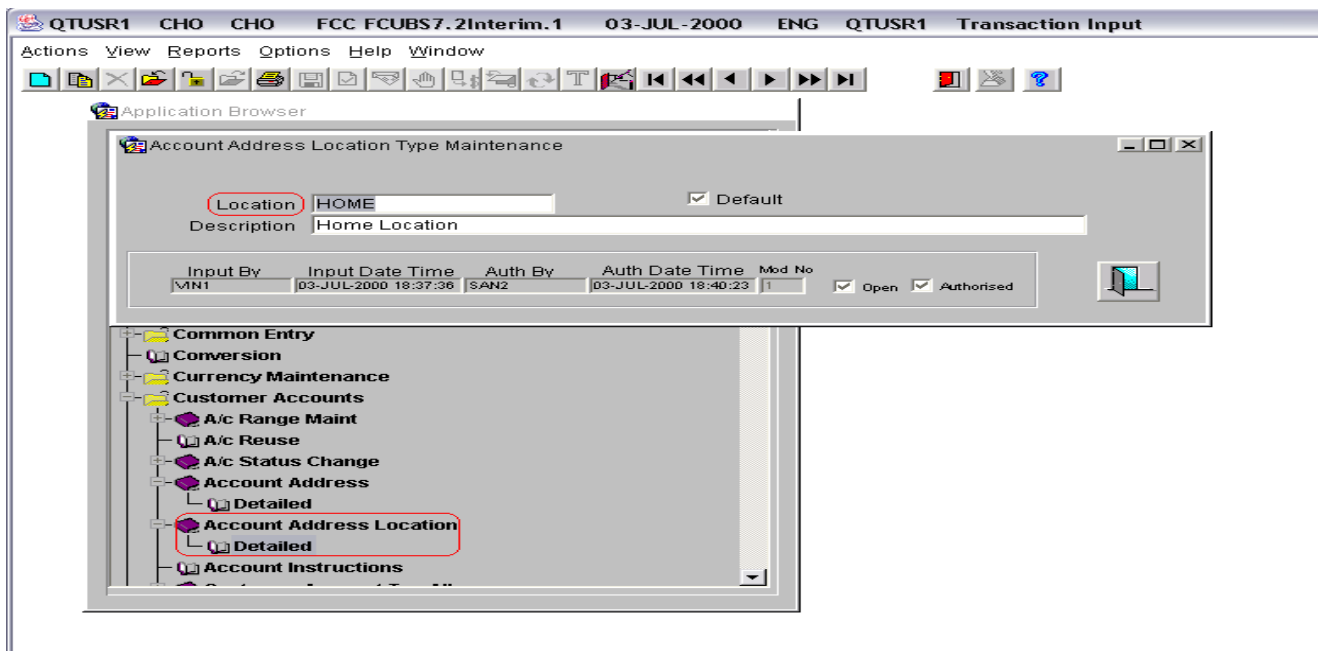 QTUSR1 CHO CHO FCC FCUBS7.2Interim.1 03-JUL-2000 ENG QTUSR1 Transaction Input
Actions View Reports Options Help Window
T
Application Browser
Account Address Location Type Maintenance
Location HOME Default
Description Home Location
Input By Input Date Time Auth By Auth Date Time Mod No
03-JUL-2000 18:37:36 SAN2 03-JUL-2000 18:40:23 1 Open Authorised
Common Entry
Conversion
Currency Maintenance
Customer Accounts
A/c Range Maint
A/c Reuse
A/c Status Change
Account Address
Detailed
Account Address Location
Detailed
Account Instructions